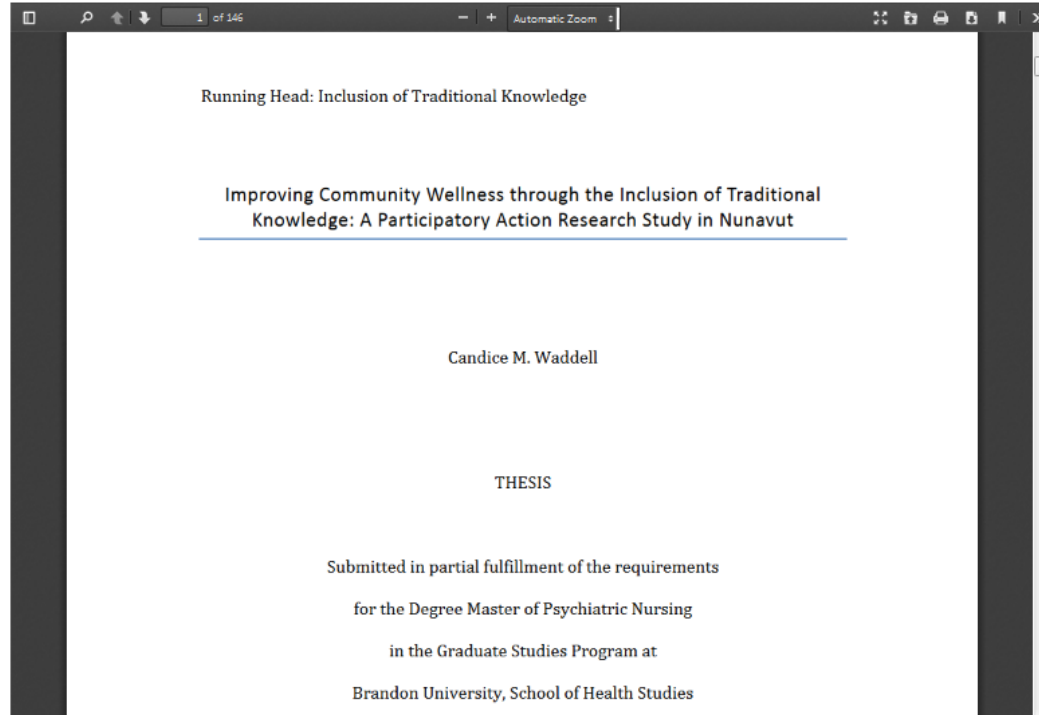 1 of 146
Automatic Zoom
Running Head: Inclusion of Traditional Knowledge
Improving Community Wellness through the Inclusion of Traditional
Knowledge: A Participatory Action Research Study in Nunavut
Candice M. Waddell
THESIS
Submitted in partial fulfillment of the requirements
for the Degree Master of Psychiatric Nursing
in the Graduate Studies Program at
Brandon University, School of Health Studies